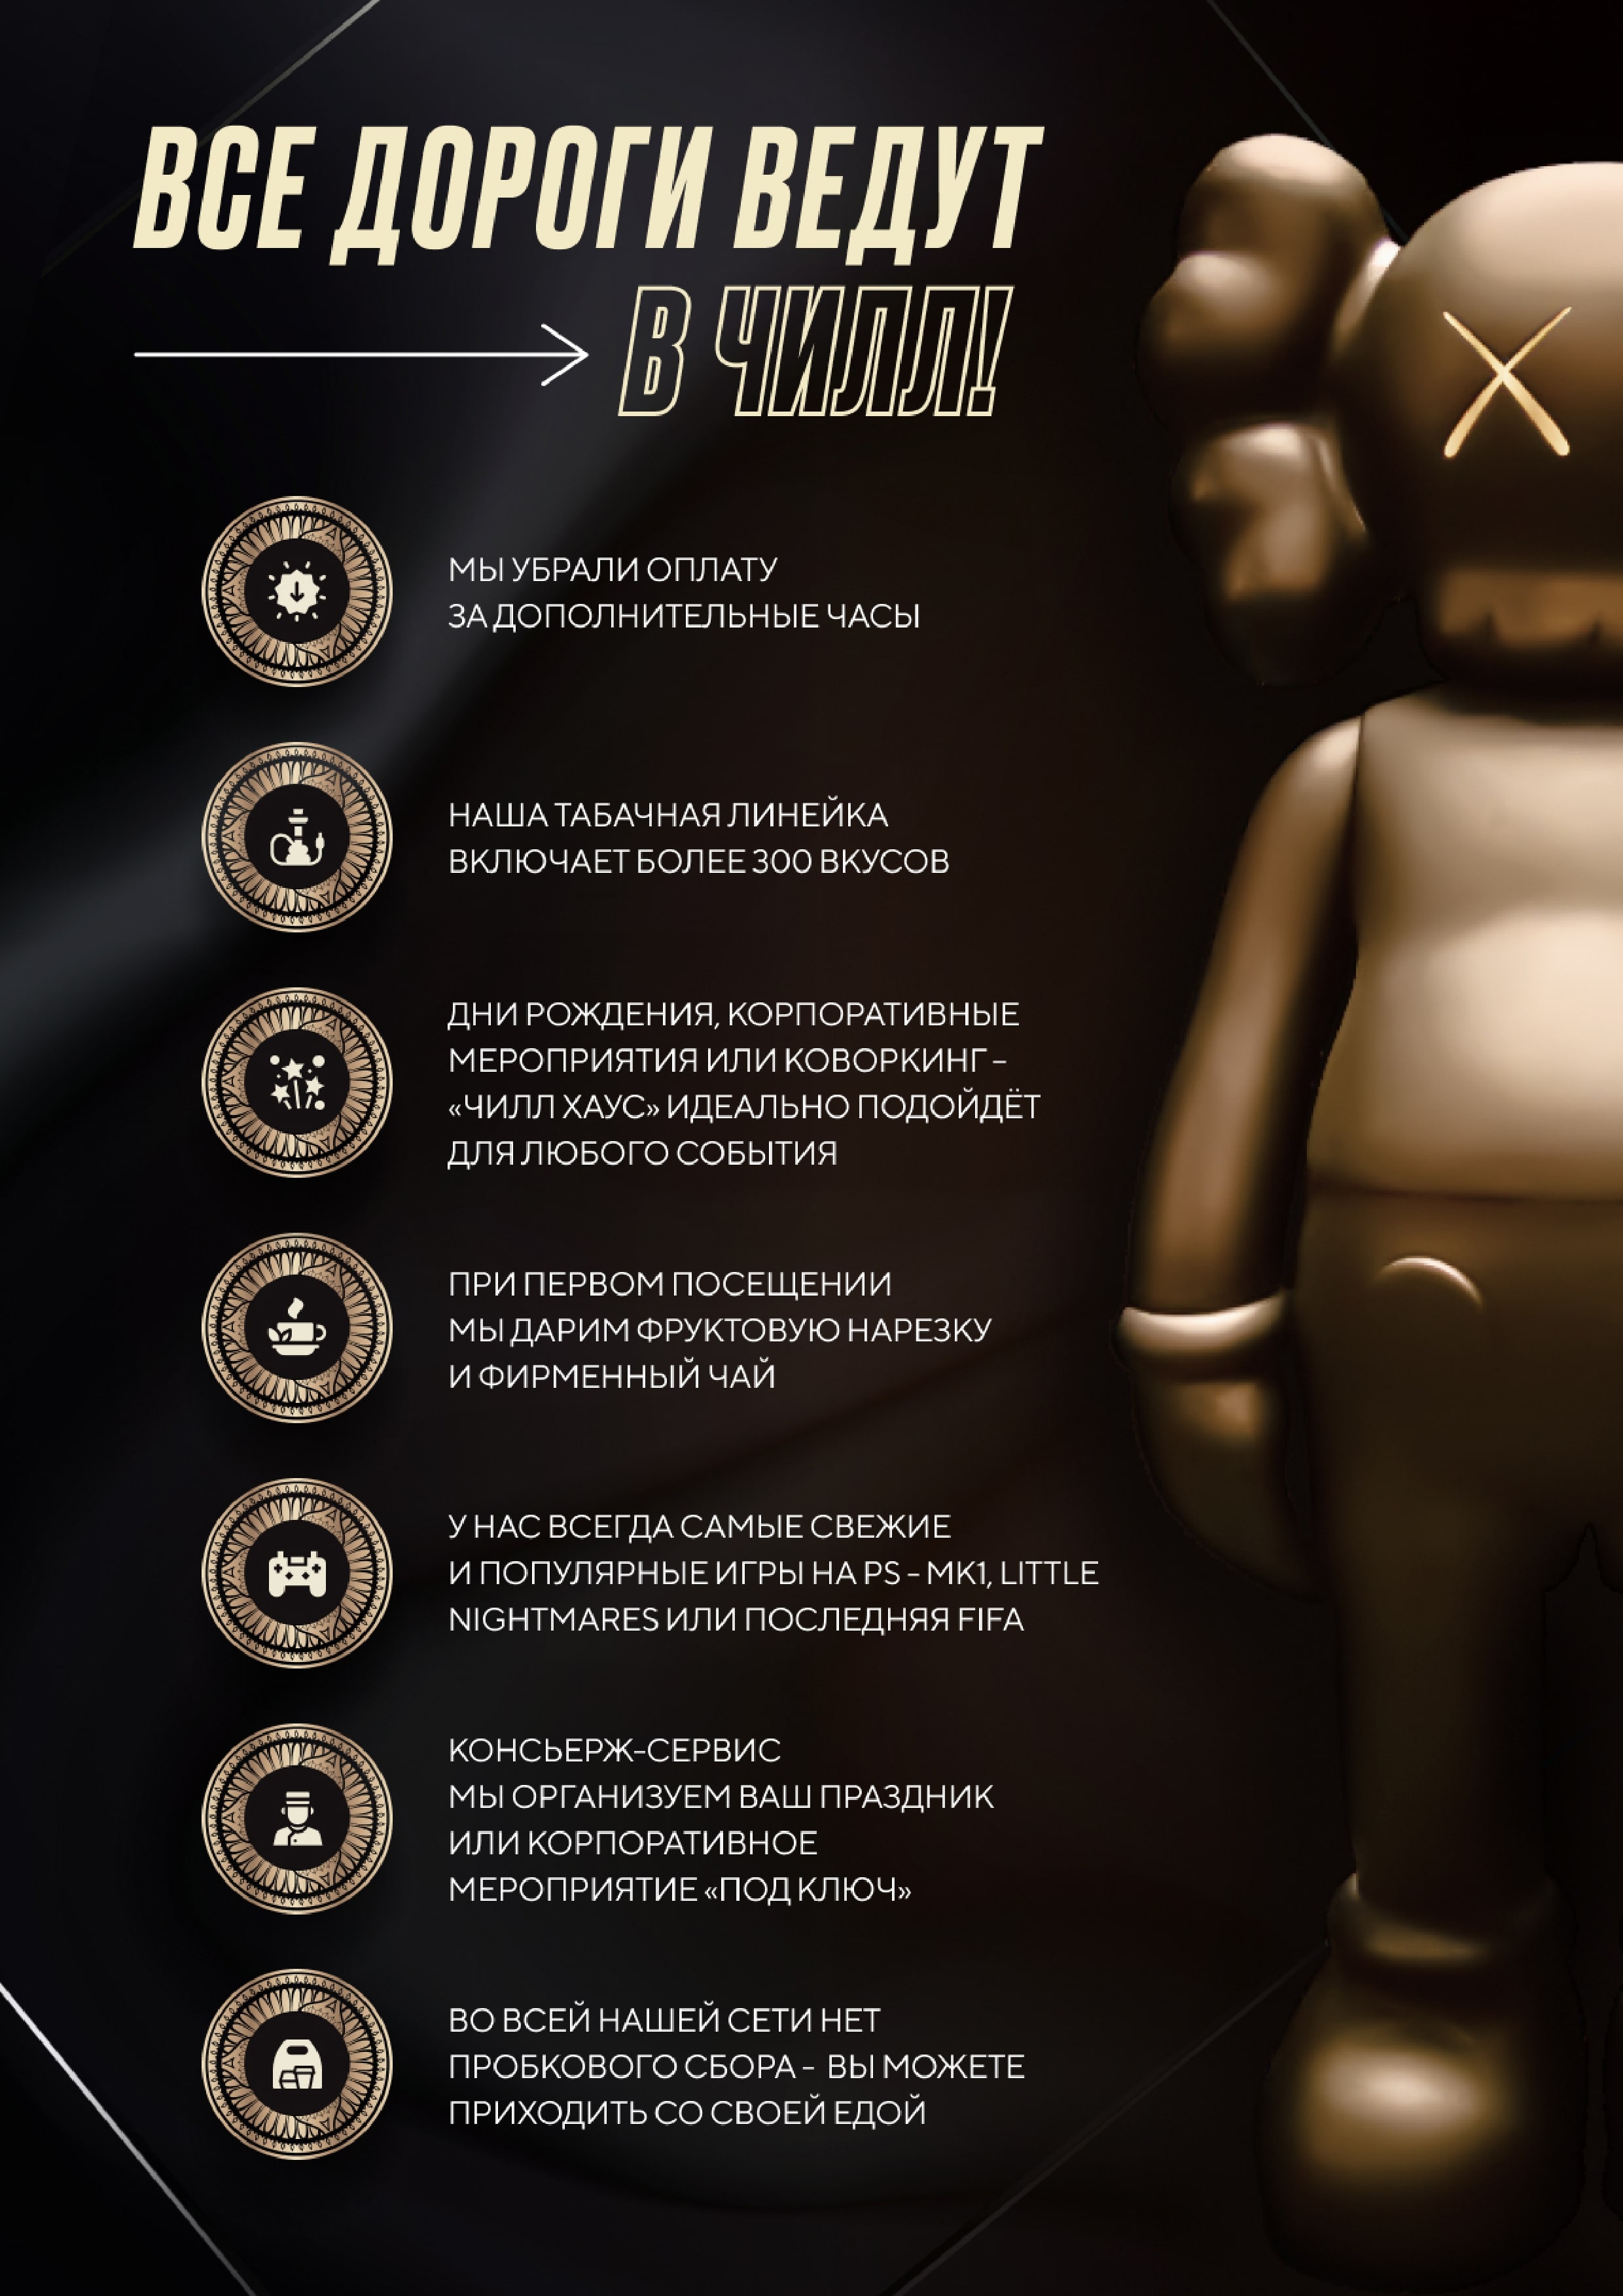 ВСЕ ДОРОГИ ВЕДУТ
В ЧИЛЛ!
МЫ УБРАЛИ ОПЛАТУ
ЗА ДОПОЛНИТЕЛЬНЫЕ ЧАСЫ
НАША ТАБАЧНАЯ ЛИНЕЙКА
ВКЛЮЧАЕТ БОЛЕЕ 300 ВКУСОВ
ДНИ РОЖДЕНИЯ, КОРПОРАТИВНЫЕ
МЕРОПРИЯТИЯ ИЛИ КОВОРКИНГ –
«ЧИЛЛ ХАУС» ИДЕАЛЬНО ПОДОЙДЁТ
ДЛЯ ЛЮБОГО СОБЫТИЯ
ПРИ ПЕРВОМ ПОСЕЩЕНИИ
МЫ ДАРИМ ФРУКТОВУЮ НАРЕЗКУ
И ФИРМЕННЫЙ ЧАЙ
У НАС ВСЕГДА САМЫЕ СВЕЖИЕ
И ПОПУЛЯРНЫЕ ИГРЫ НА PS – MK1, LITTLE
NIGHTMARES ИЛИ ПОСЛЕДНЯЯ FIFA
КОНСЬЕРЖ-СЕРВИС
МЫ ОРГАНИЗУЕМ ВАШ ПРАЗДНИК
ИЛИ КОРПОРАТИВНОЕ
МЕРОПРИЯТИЕ «ПОД КЛЮЧ»
ВО ВСЕЙ НАШЕЙ СЕТИ НЕТ
ПРОБКОВОГО СБОРА – ВЫ МОЖЕТЕ
ПРИХОДИТЬ СО СВОЕЙ ЕДОЙ